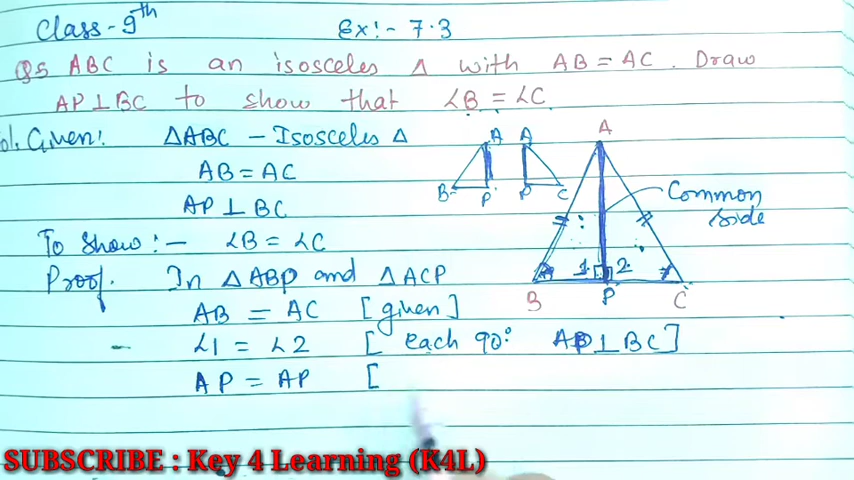 Class-9th Ex:- 7.3
Q5 ABC is an isosceles Δ with AB = AC. Draw
AP⊥BC to show that ∠B = ∠C
Sol. Given: ΔABC - Isosceles Δ
AB = AC
AP ⊥ BC
To show:- ∠B = ∠C
Proof. In ΔABP and ΔACP
AB = AC [given]
- ∠1 = ∠2 [each 90° AP⊥BC]
AP = AP [
A
B P
A
P C
A
Common
side
1 2
B P C
SUBSCRIBE : Key 4 Learning (K4L)